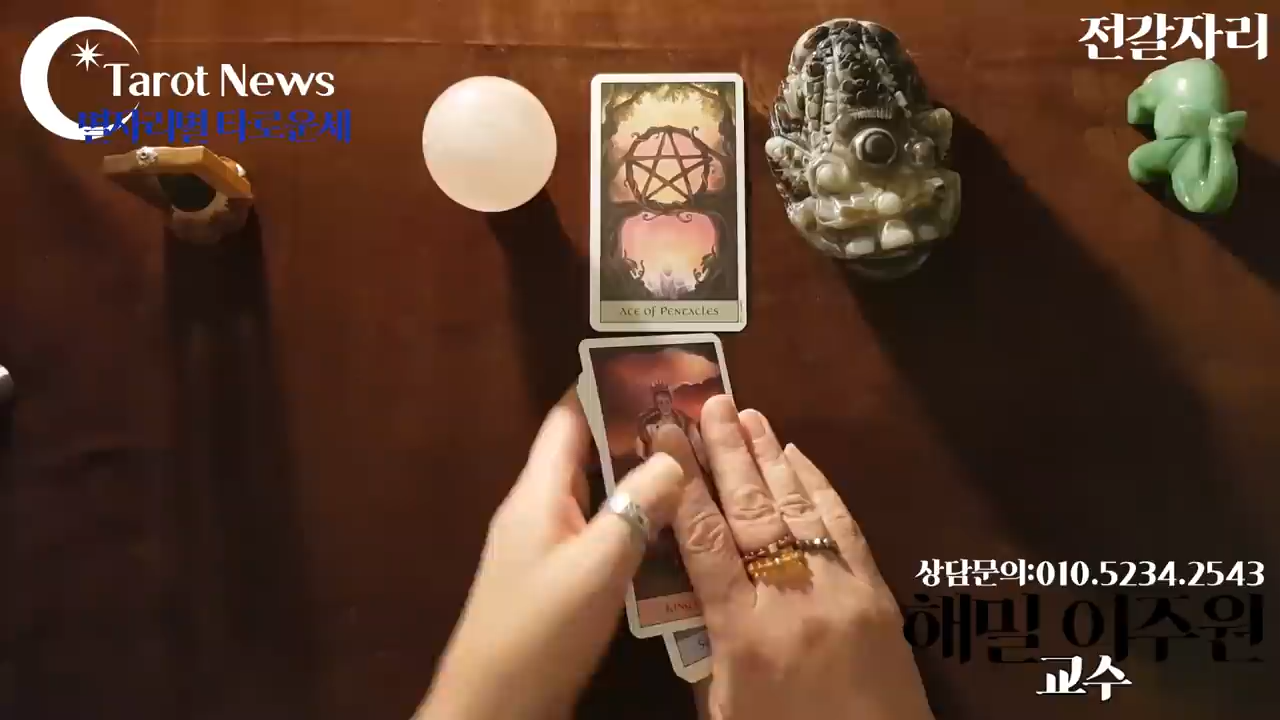 전갈자리
Tarot News
별자리별 타로운세
ACE OF PENTACLES
KING
상담문의:010.5234.2543
해밀 이주원
교수